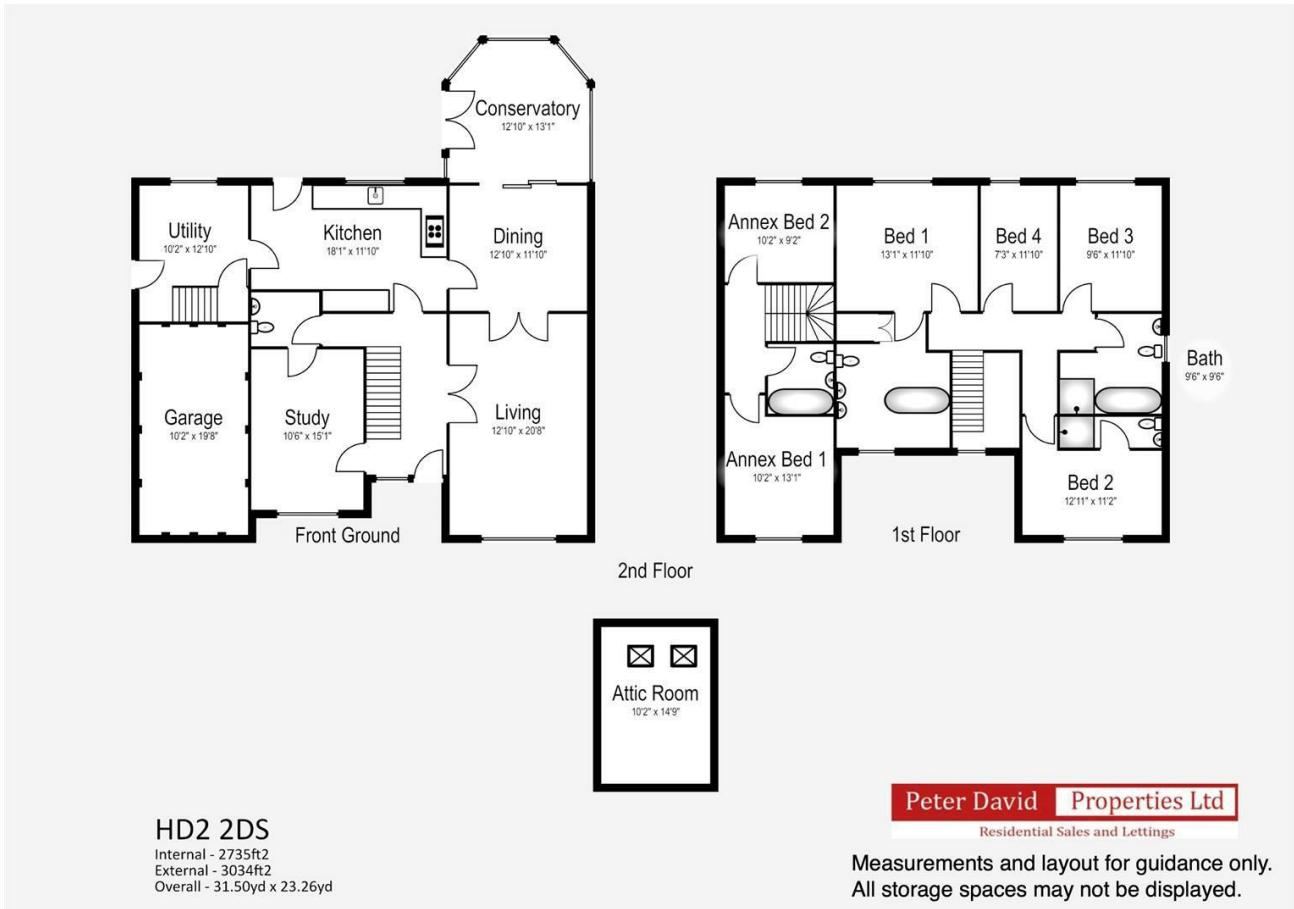 Conservatory
12'10" x 13'1"
Utility
10'2" x 12'10"
Kitchen
18'1" x 11'10"
Dining
12'10" x 11'10"
Garage
10'2" x 19'8"
Study
10'6" x 15'1"
Living
12'10" x 20'8"
Front Ground
Annex Bed 2
10'2" x 9'2"
Bed 1
13'1" x 11'10"
Bed 4
7'3" x 11'10"
Bed 3
9'6" x 11'10"
Bath
9'6" x 9'6"
Annex Bed 1
10'2" x 13'1"
Bed 2
12'11" x 11'2"
1st Floor
2nd Floor
Attic Room
10'2" x 14'9"
HD2 2DS
Internal - 2735ft2
External - 3034ft2
Overall - 31.50yd x 23.26yd
Peter David Properties Ltd
Residential Sales and Lettings
Measurements and layout for guidance only.
All storage spaces may not be displayed.